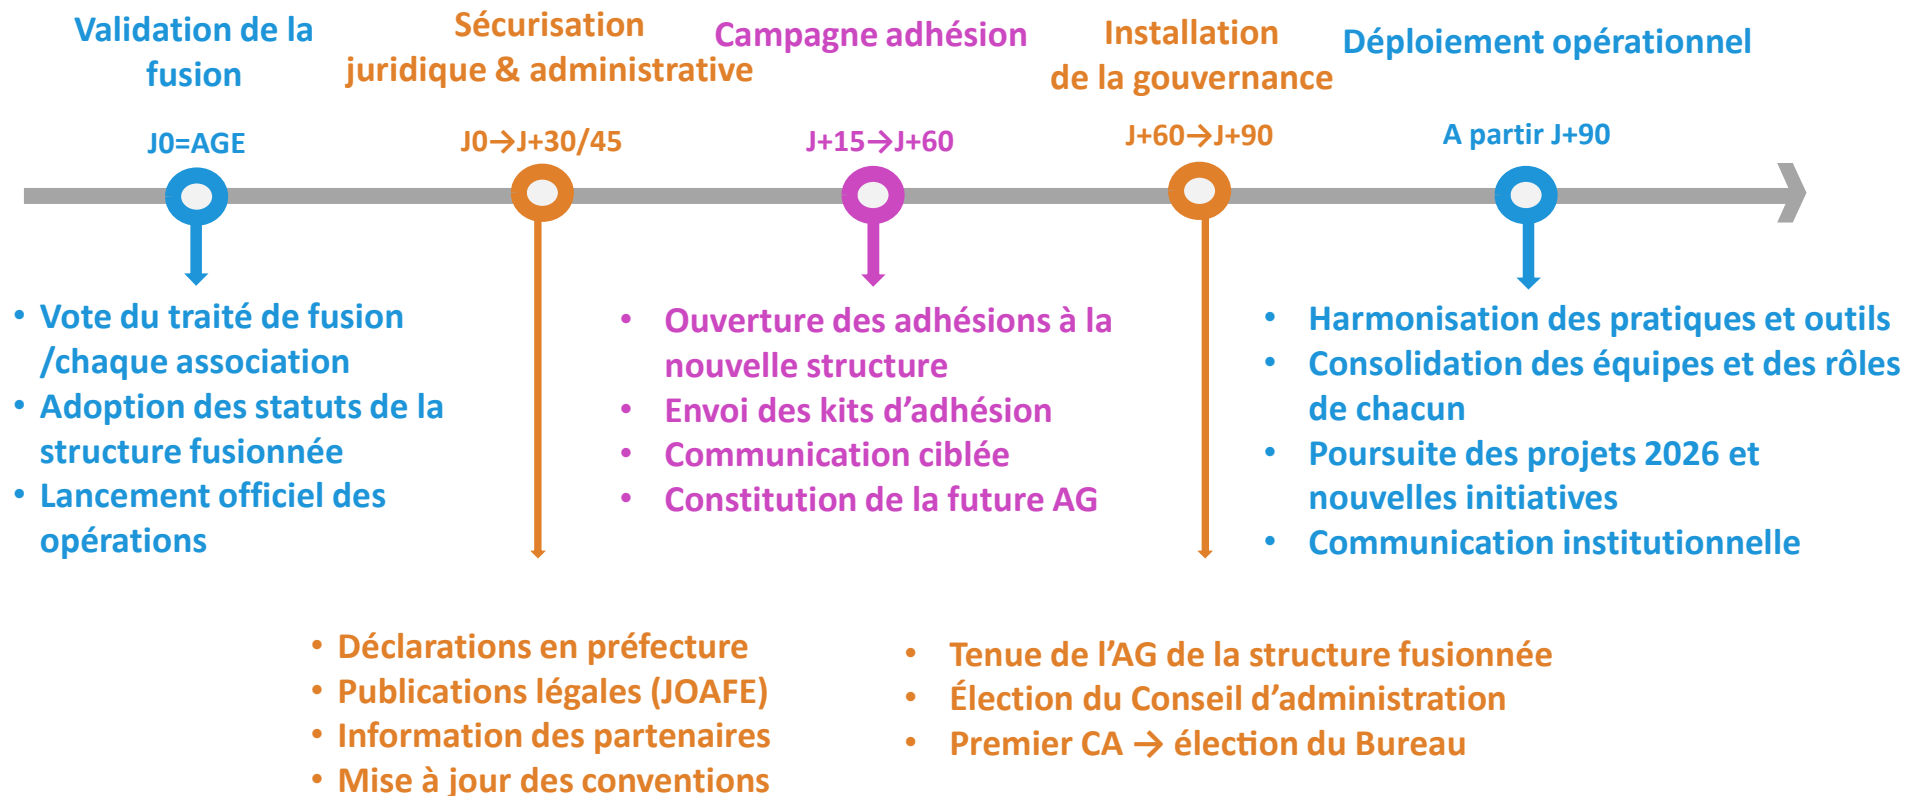 Validation de la
fusion
Sécurisation
juridique & administrative
Campagne adhésion
Installation
de la gouvernance
Déploiement opérationnel
J0=AGE
J0→J+30/45
J+15→J+60
J+60→J+90
A partir J+90
• Vote du traité de fusion
/chaque association
• Adoption des statuts de la
structure fusionnée
• Lancement officiel des
opérations
• Ouverture des adhésions à la
nouvelle structure
• Envoi des kits d’adhésion
• Communication ciblée
• Constitution de la future AG
• Harmonisation des pratiques et outils
• Consolidation des équipes et des rôles
de chacun
• Poursuite des projets 2026 et
nouvelles initiatives
• Communication institutionnelle
• Déclarations en préfecture
• Publications légales (JOAFE)
• Information des partenaires
• Mise à jour des conventions
• Tenue de l’AG de la structure fusionnée
• Élection du Conseil d’administration
• Premier CA → élection du Bureau